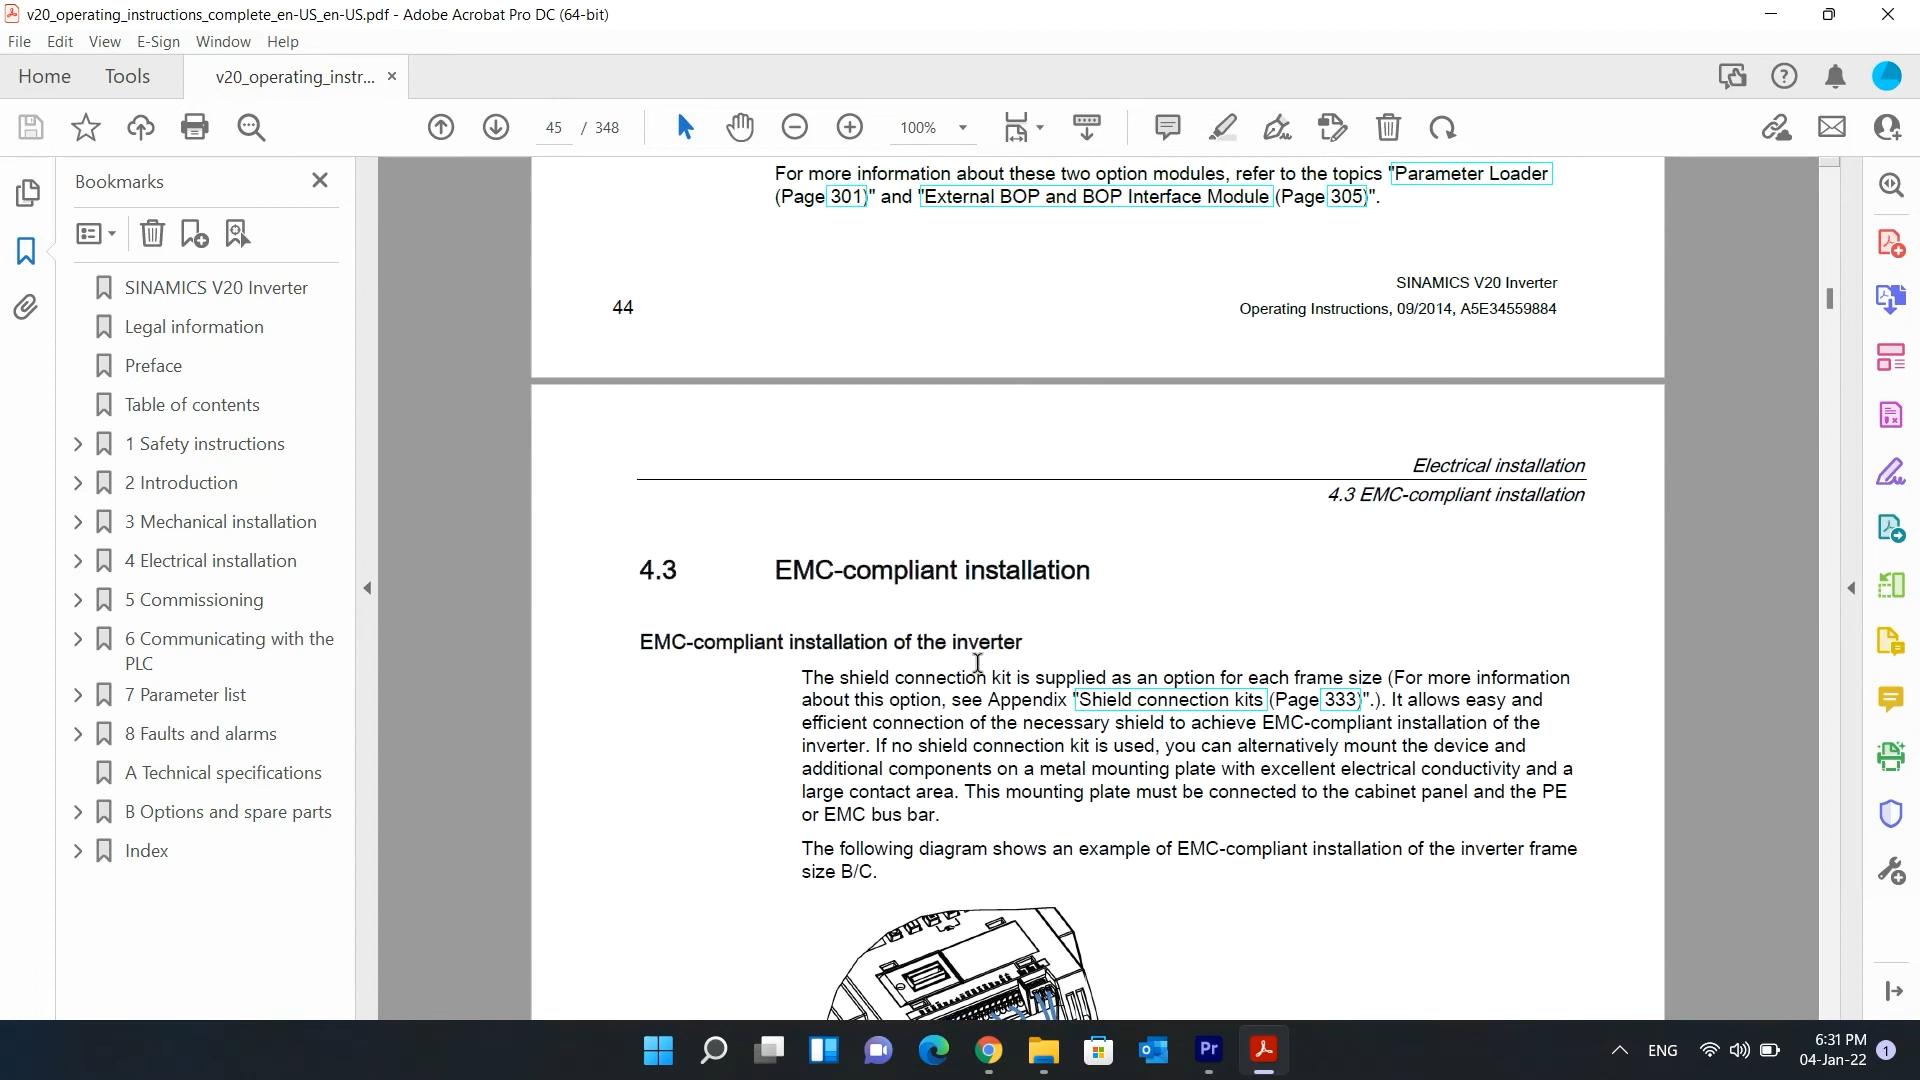 v20_operating_instructions_complete_en-US_en-US.pdf - Adobe Acrobat Pro DC (64-bit)
File Edit View E-Sign Window Help
Home Tools v20_operating_instr... ×
45 / 348 100%
Bookmarks
SINAMICS V20 Inverter
Legal information
Preface
Table of contents
1 Safety instructions
2 Introduction
3 Mechanical installation
4 Electrical installation
5 Commissioning
6 Communicating with the
PLC
7 Parameter list
8 Faults and alarms
A Technical specifications
B Options and spare parts
Index
For more information about these two option modules, refer to the topics "Parameter Loader
(Page 301)" and "External BOP and BOP Interface Module (Page 305)".
SINAMICS V20 Inverter
44 Operating Instructions, 09/2014, A5E34559884
Electrical installation
4.3 EMC-compliant installation
4.3 EMC-compliant installation
EMC-compliant installation of the inverter
The shield connection kit is supplied as an option for each frame size (For more information
about this option, see Appendix "Shield connection kits (Page 333)".). It allows easy and
efficient connection of the necessary shield to achieve EMC-compliant installation of the
inverter. If no shield connection kit is used, you can alternatively mount the device and
additional components on a metal mounting plate with excellent electrical conductivity and a
large contact area. This mounting plate must be connected to the cabinet panel and the PE
or EMC bus bar.
The following diagram shows an example of EMC-compliant installation of the inverter frame
size B/C.
Pr
ENG
6:31 PM
04-Jan-22
1